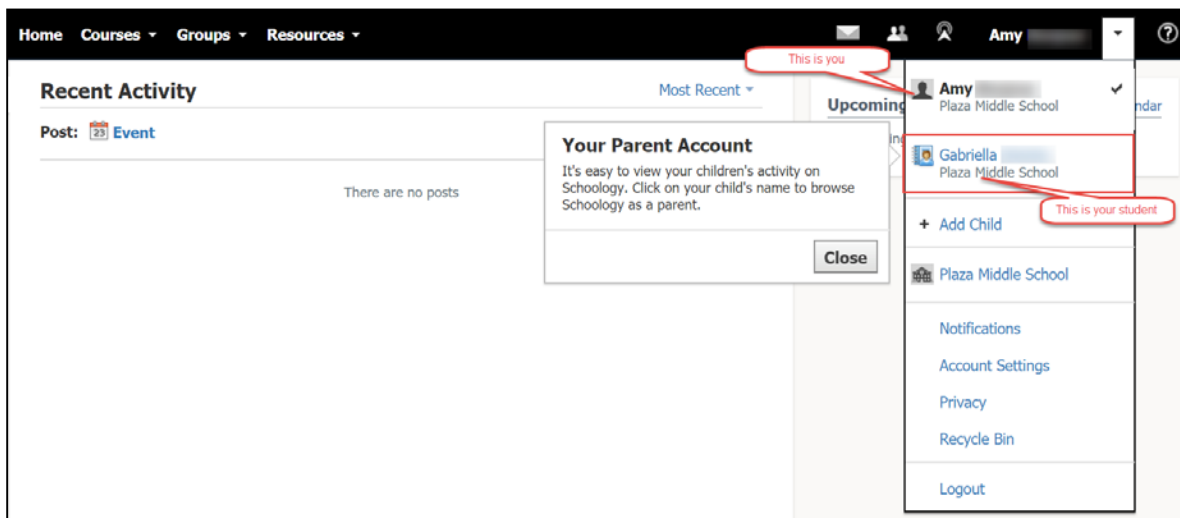 Home Courses Groups Resources Amy
This is you
Recent Activity
Most Recent
Post: 23 Event
There are no posts
Your Parent Account
It's easy to view your children's activity on
Schoology. Click on your child's name to browse
Schoology as a parent.
Close
Upcoming
ndar
ing
Amy
Plaza Middle School
Gabriella
Plaza Middle School
This is your student
+ Add Child
Plaza Middle School
Notifications
Account Settings
Privacy
Recycle Bin
Logout